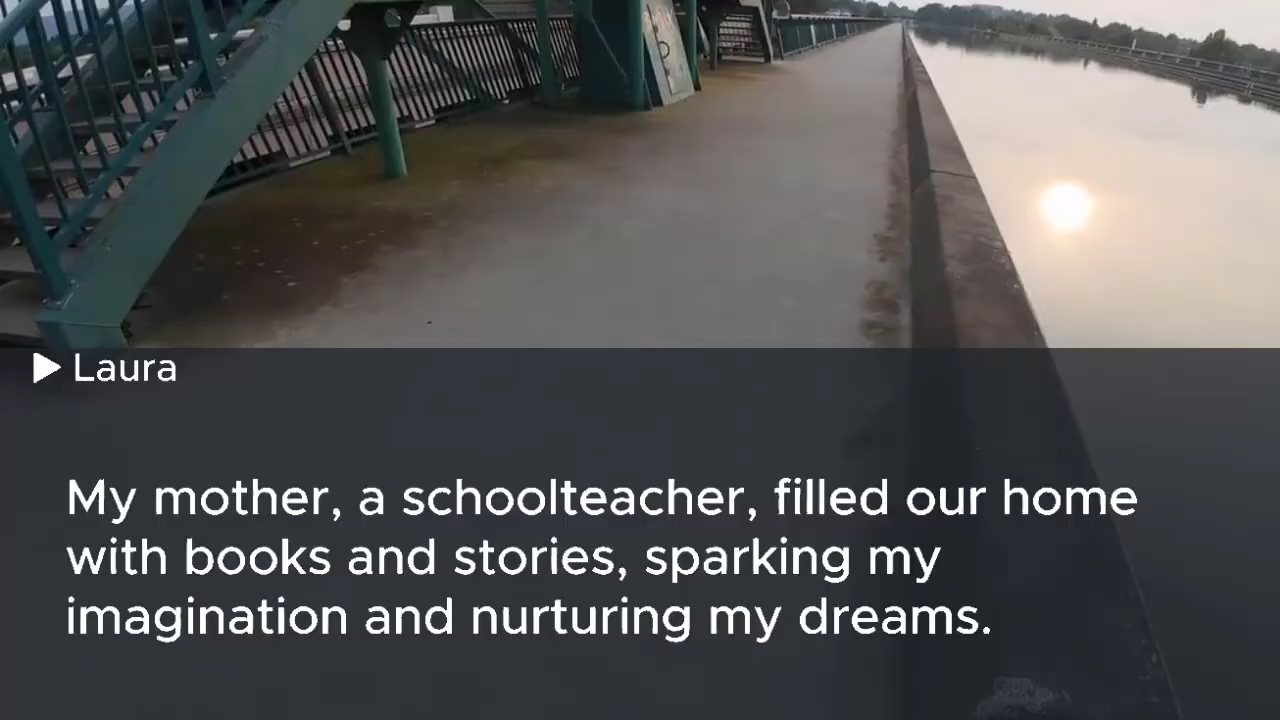 Laura
My mother, a schoolteacher, filled our home
with books and stories, sparking my
imagination and nurturing my dreams.